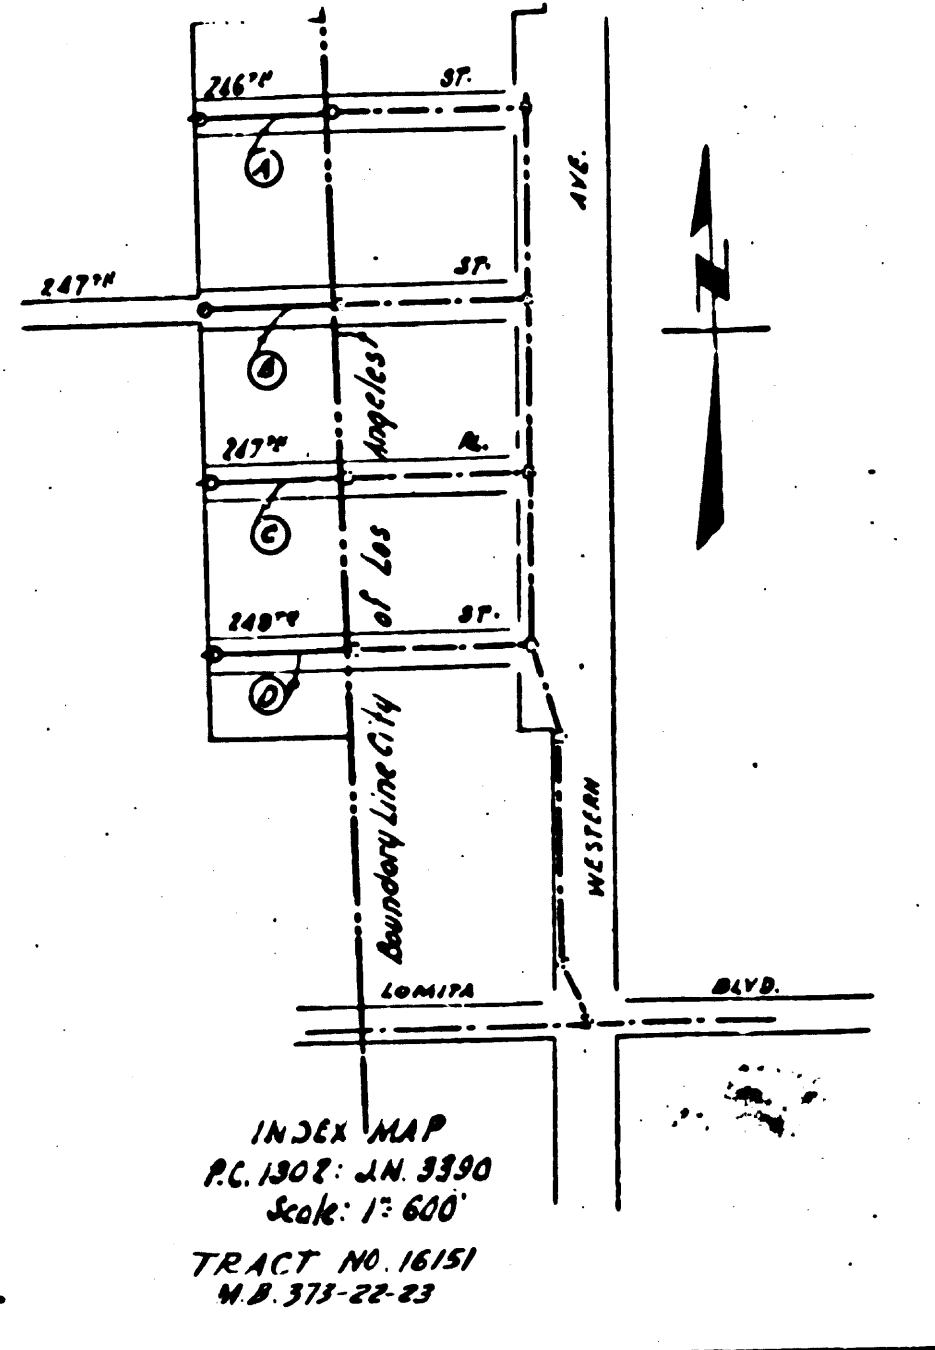 246TH ST.
A
AVE.
247TH ST.
B
Angeles
247TH PL.
C
of Los
248TH ST.
D
Boundary Line City
WESTERN
LOMITA BLVD.
INDEX MAP
P.C. 1302: J.N. 3390
Scale: 1"= 600'
TRACT NO. 16151
M.B. 373-22-23
N